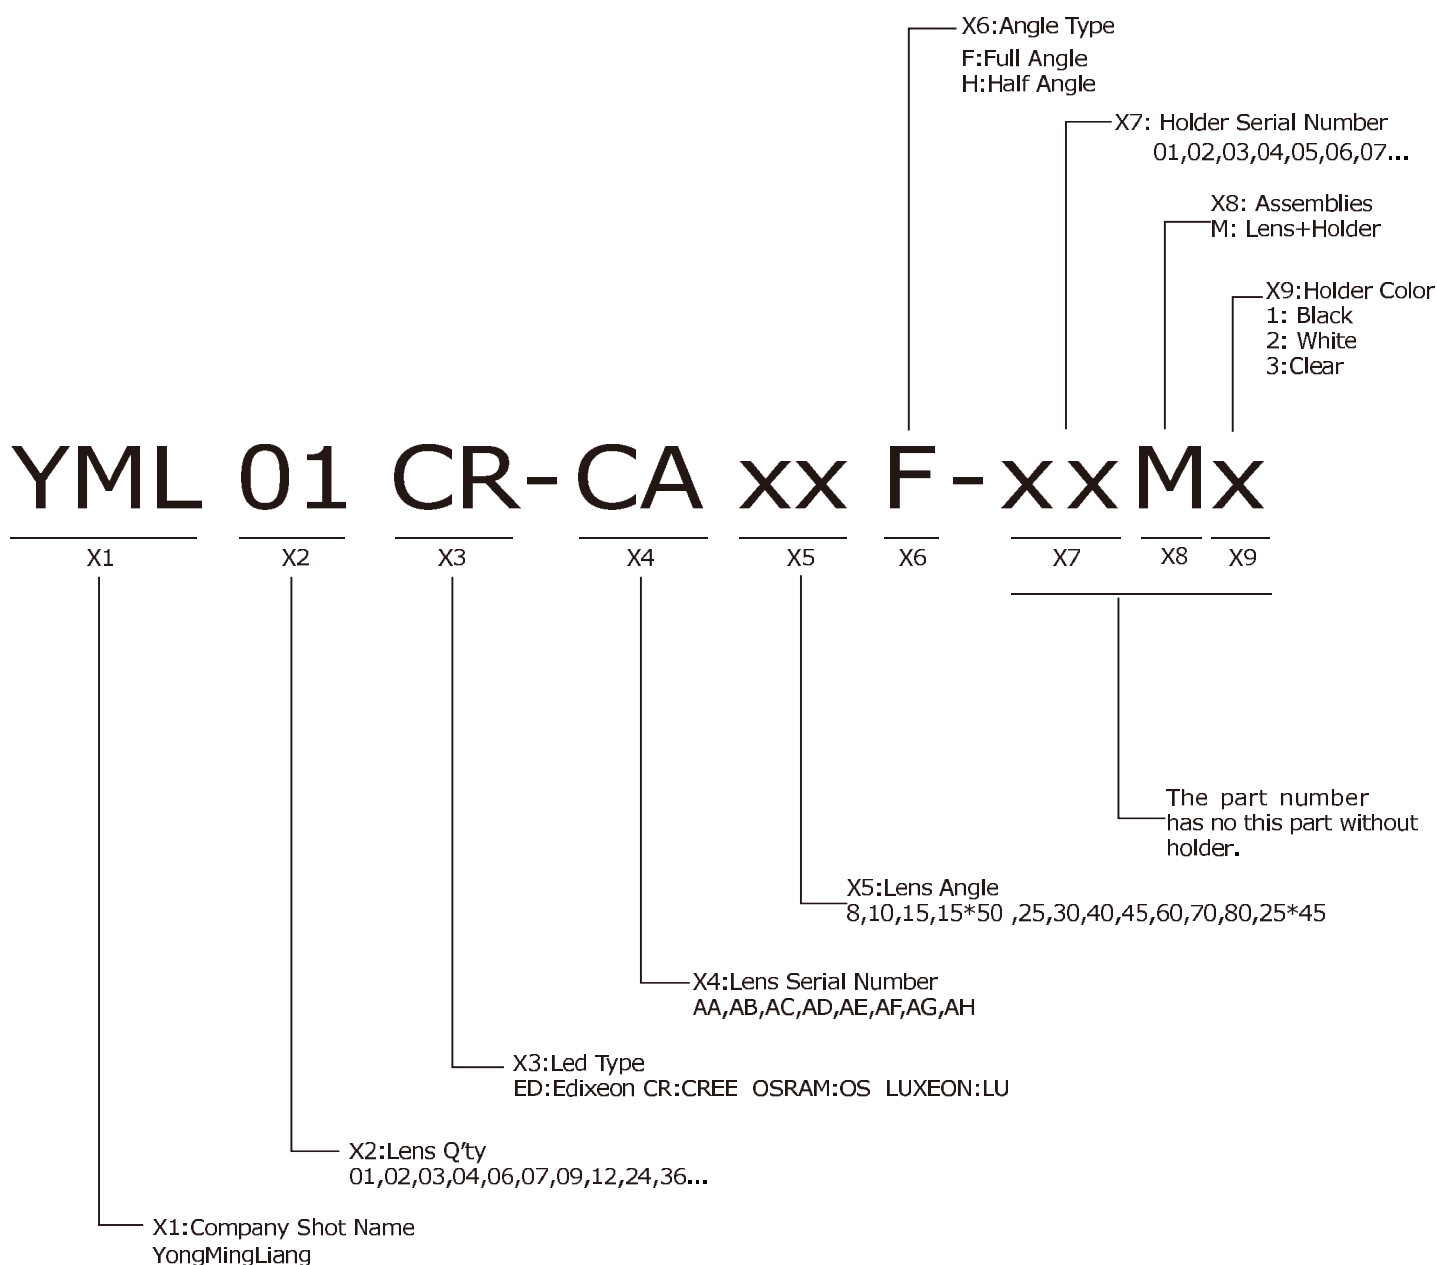 X6:Angle Type
F:Full Angle
H:Half Angle
X7: Holder Serial Number
01,02,03,04,05,06,07...
X8: Assemblies
M: Lens+Holder
X9:Holder Color
1: Black
2: White
3:Clear
YML 01 CR-CA xx F-xxMx
X1 X2 X3 X4 X5 X6 X7 X8 X9
The part number
has no this part without
holder.
X5:Lens Angle
8,10,15,15*50 ,25,30,40,45,60,70,80,25*45
X4:Lens Serial Number
AA,AB,AC,AD,AE,AF,AG,AH
X3:Led Type
ED:Edixeon CR:CREE OSRAM:OS LUXEON:LU
X2:Lens Q'ty
01,02,03,04,06,07,09,12,24,36...
X1:Company Shot Name
YongMingLiang